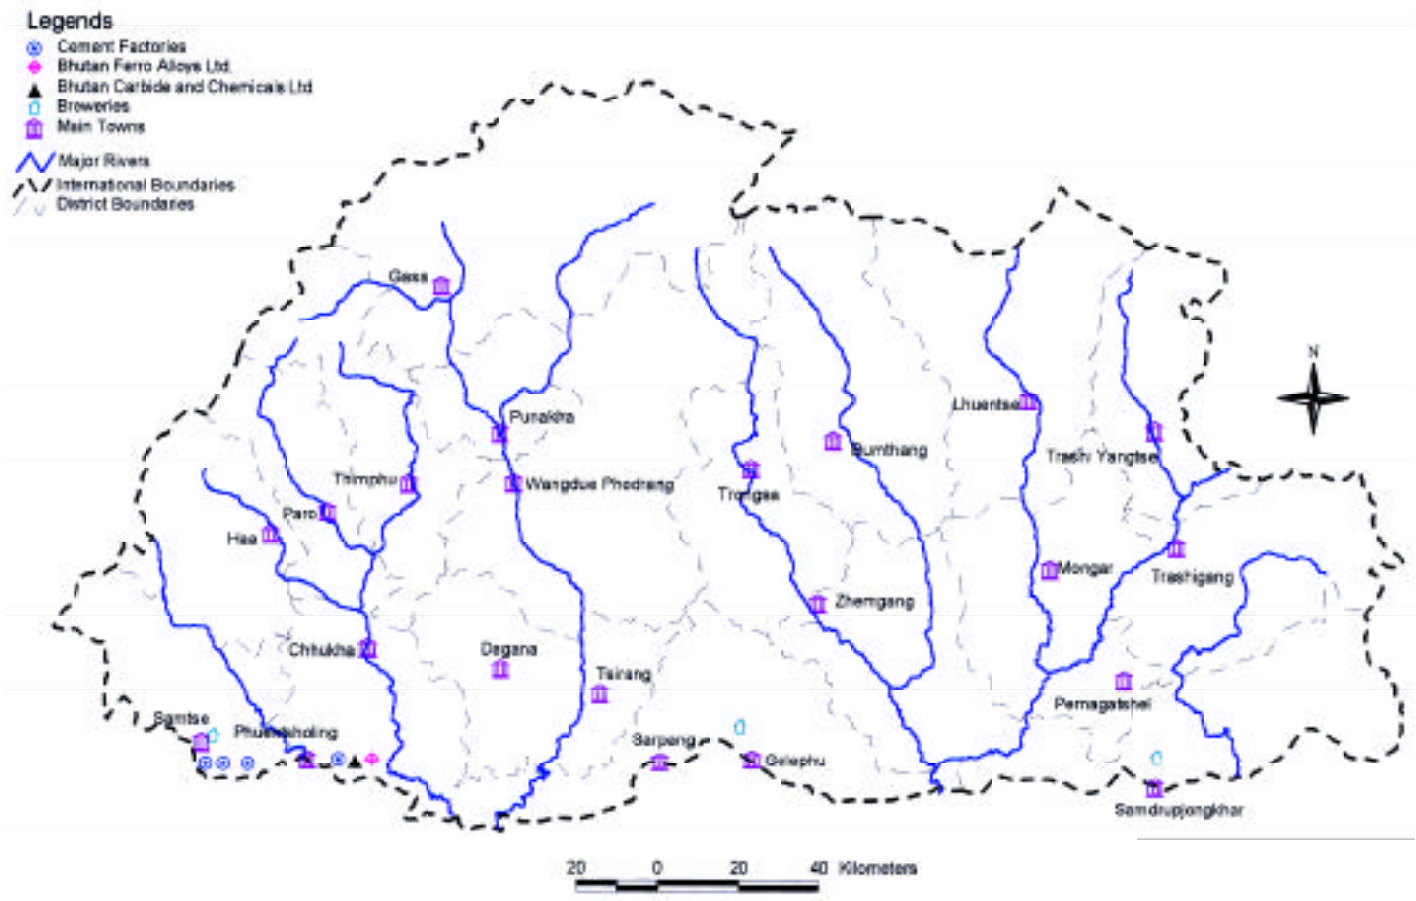 Legends
Cement Factories
Bhutan Ferro Alloys Ltd.
Bhutan Carbide and Chemicals Ltd
Breweries
Main Towns
Major Rivers
International Boundaries
District Boundaries
Gasa
N
Punakha
Lhuentse
Bumthang
Trashi Yangtse
Thimphu
Wangdue Phodrang
Trongsa
Paro
Haa
Mongar
Trashigang
Zhemgang
Chhukha
Dagana
Tsirang
Pemagatshel
Samtse
Phuentsholing
Sarpang
Gelephu
Samdrupjongkhar
20 0 20 40 Kilometers